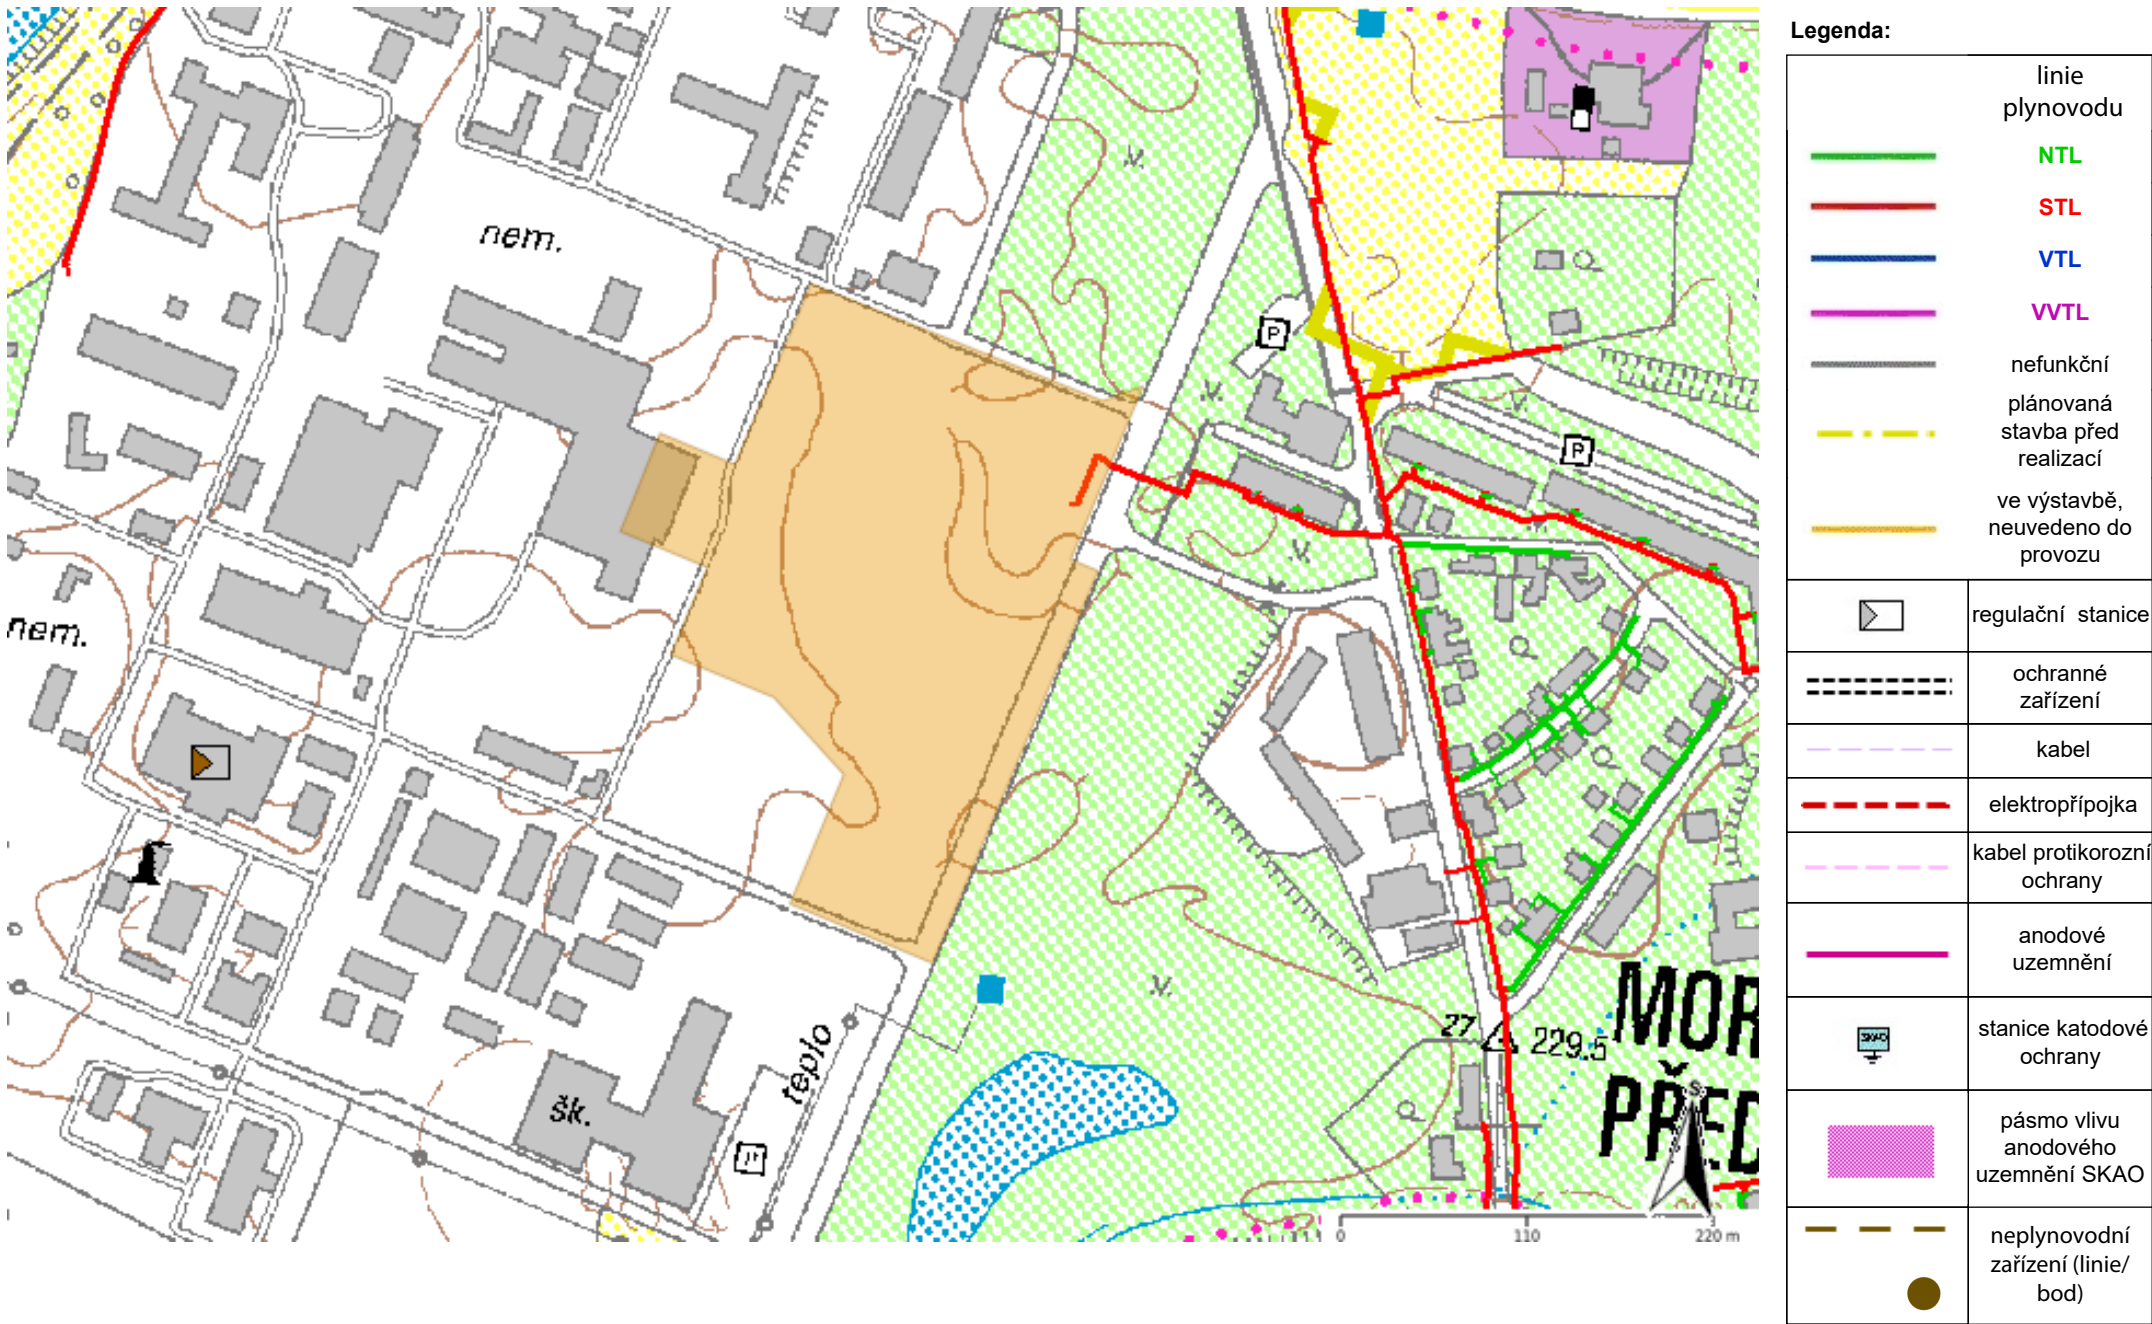 Legenda:
linie
plynovodu
NTL
STL
VTL
VVTL
nefunkční
plánovaná
stavba před
realizací
ve výstavbě,
neuvedeno do
provozu
regulační stanice
ochranné
zařízení
kabel
elektropřípojka
kabel protikorozní
ochrany
anodové
uzemnění
SKAO
stanice katodové
ochrany
pásmo vlivu
anodového
uzemnění SKAO
neplynovodní
zařízení (linie/
bod)
nem.
P
P
nem.
27
229.5
MOR
PŘED
teplo
šk.
S
0
110
220 m